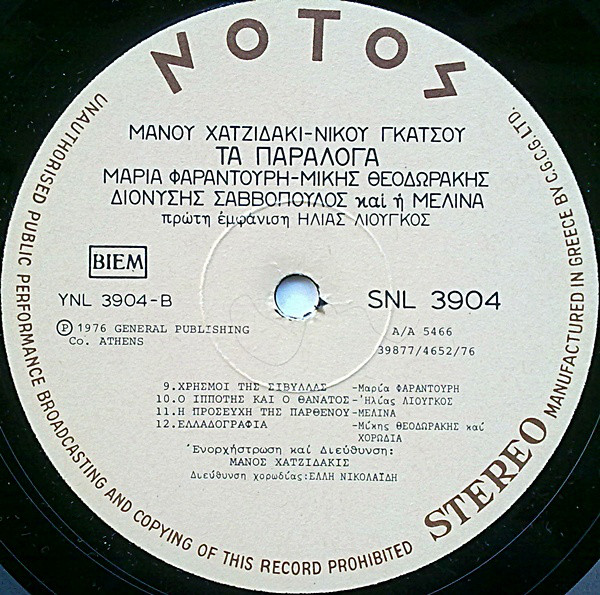 ΝΟΤΟΣ
ΜΑΝΟΥ ΧΑΤΖΙΔΑΚΙ-ΝΙΚΟΥ ΓΚΑΤΣΟΥ
ΤΑ ΠΑΡΑΛΟΓΑ
ΜΑΡΙΑ ΦΑΡΑΝΤΟΥΡΗ-ΜΙΚΗΣ ΘΕΟΔΩΡΑΚΗΣ
ΔΙΟΝΥΣΗΣ ΣΑΒΒΟΠΟΥΛΟΣ καί ή ΜΕΛΙΝΑ
πρώτη έμφάνιση ΗΛΙΑΣ ΛΙΟΥΓΚΟΣ
BIEM
YNL 3904-B
SNL 3904
Ⓟ 1976 GENERAL PUBLISHING
Co. ATHENS
A/A 5466
39877/4652/76
9.ΧΡΗΣΜΟΙ ΤΗΣ ΣΙΒΥΛΛΑΣ -Μαρία ΦΑΡΑΝΤΟΥΡΗ
10.Ο ΙΠΠΟΤΗΣ ΚΑΙ Ο ΘΑΝΑΤΟΣ-Ήλίας ΛΙΟΥΓΚΟΣ
11.Η ΠΡΟΣΕΥΧΗ ΤΗΣ ΠΑΡΘΕΝΟΥ-ΜΕΛΙΝΑ
12.ΕΛΛΑΔΟΓΡΑΦΙΑ -Μίκης ΘΕΟΔΩΡΑΚΗΣ καί
ΧΟΡΩΔΙΑ
Ένορχήστρωση καί Διεύθυνση:
ΜΑΝΟΣ ΧΑΤΖΙΔΑΚΙΣ
Διεύθυνση χορωδίας:ΕΛΛΗ ΝΙΚΟΛΑΪΔΗ
UNAUTHORISED PUBLIC PERFORMANCE BROADCASTING AND COPYING OF THIS RECORD PROHIBITED
STEREO
MANUFACTURED IN GREECE BY C.G.C.G. LTD.